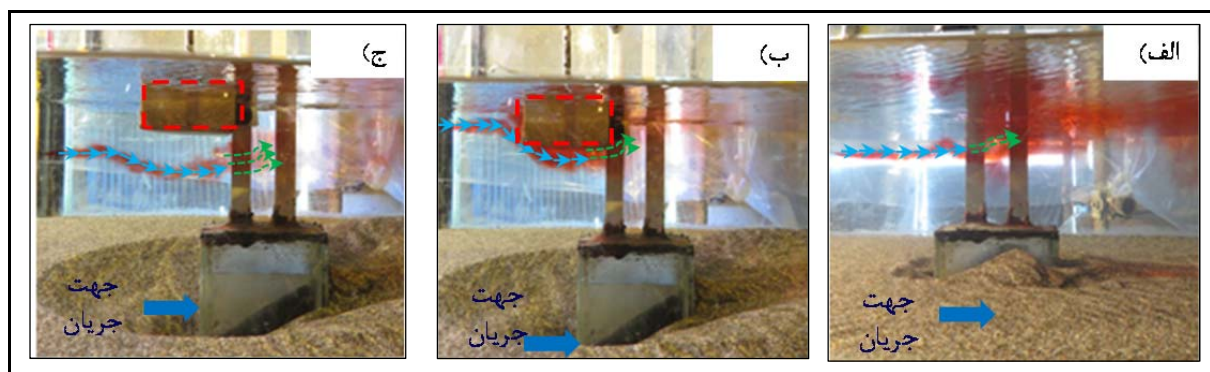 الف)
جهت
جریان
ب)
جهت
جریان
ج)
جهت
جریان